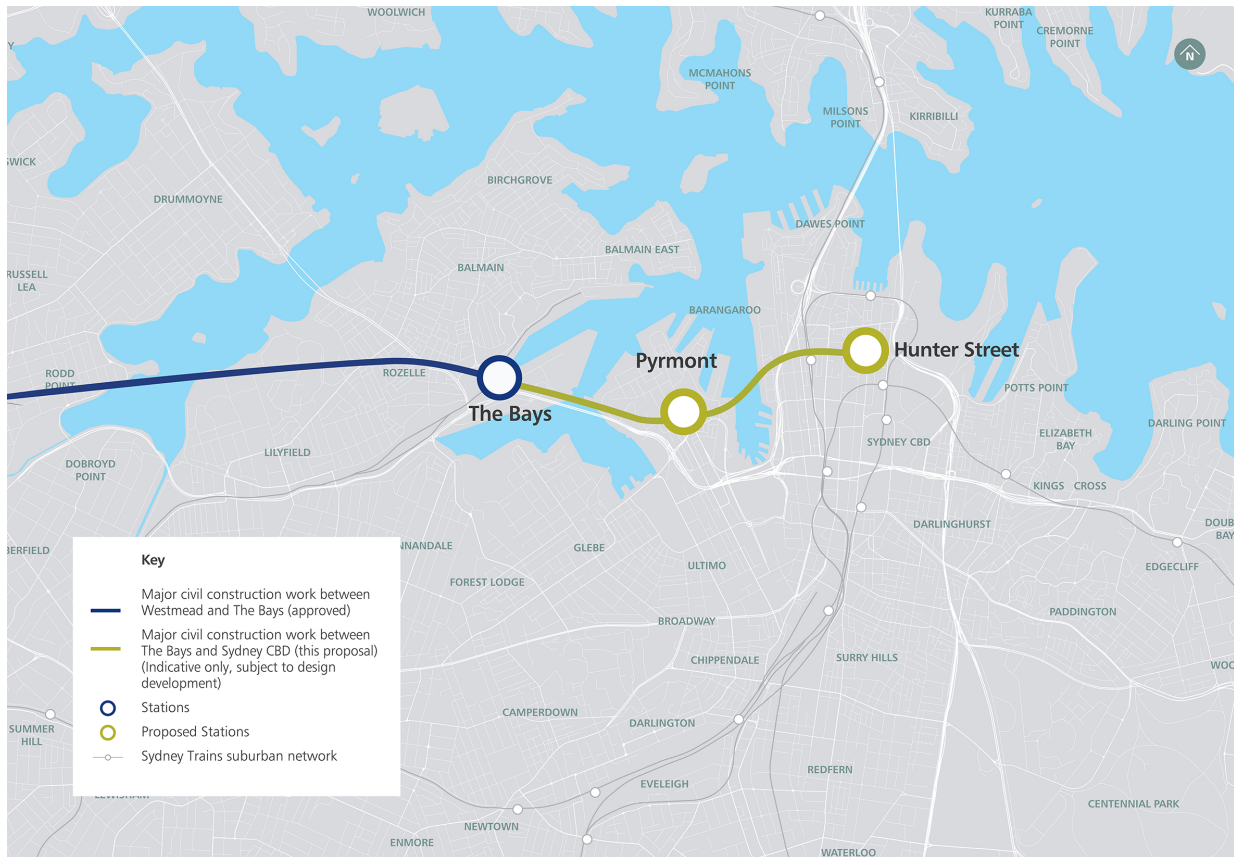 WOOLWICH
KURRABA
POINT
CREMORNE
POINT
N
MCMAHONS
POINT
MILSONS
POINT
KIRRIBILLI
SWICK
DRUMMOYNE
BIRCHGROVE
DAWES POINT
BALMAIN EAST
BALMAIN
RUSSELL
LEA
BARANGAROO
Hunter Street
Pyrmont
RODD
POINT
ROZELLE
POTTS POINT
The Bays
DARLING POINT
ELIZABETH
BAY
SYDNEY CBD
LILYFIELD
DOBROYD
POINT
KINGS CROSS
DARLINGHURST
DOUB
BAY
BERFIELD
NNANDALE
GLEBE
ULTIMO
EDGECLIFF
FOREST LODGE
PADDINGTON
BROADWAY
CHIPPENDALE
SURRY HILLS
WOO
CAMPERDOWN
DARLINGTON
SUMMER
HILL
REDFERN
EVELEIGH
LEWISHAM
CENTENNIAL PARK
NEWTOWN
ENMORE
WATERLOO
Key
Major civil construction work between
Westmead and The Bays (approved)
Major civil construction work between
The Bays and Sydney CBD (this proposal)
(Indicative only, subject to design
development)
Stations
Proposed Stations
Sydney Trains suburban network